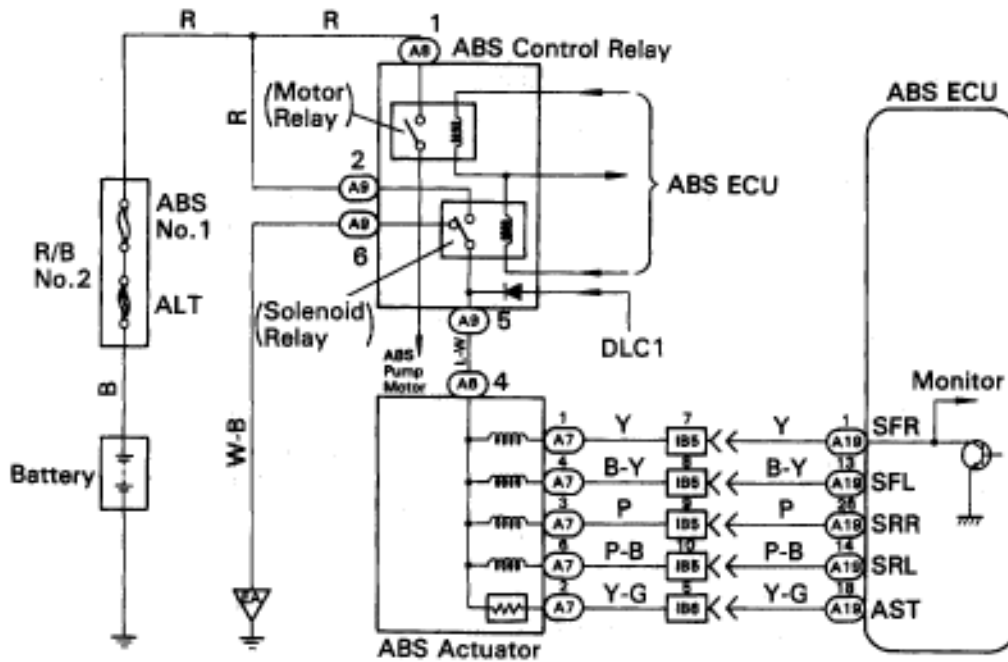 R R 1
A8 ABS Control Relay
(Motor Relay)
R
2
A9
A9
6
ABS ECU
ABS ECU
ABS No.1
R/B No.2
ALT
(Solenoid Relay)
A9 5
DLC1
L-W
ABS Pump Motor
A8 4
B
W-B
Battery
Monitor
1 Y 7 Y 1
A7 IB5 A19 SFR
4 B-Y B-Y 13
A7 IB5 A19 SFL
3 P 9 P 26
A7 IB5 A19 SRR
6 P-B 10 P-B 14
A7 IB5 A19 SRL
2 Y-G Y-G 18
A7 A19 AST
ABS Actuator